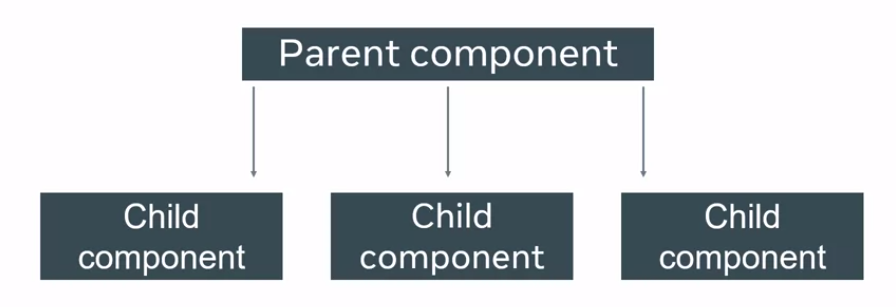 Parent component
Child
component
Child
component
Child
component